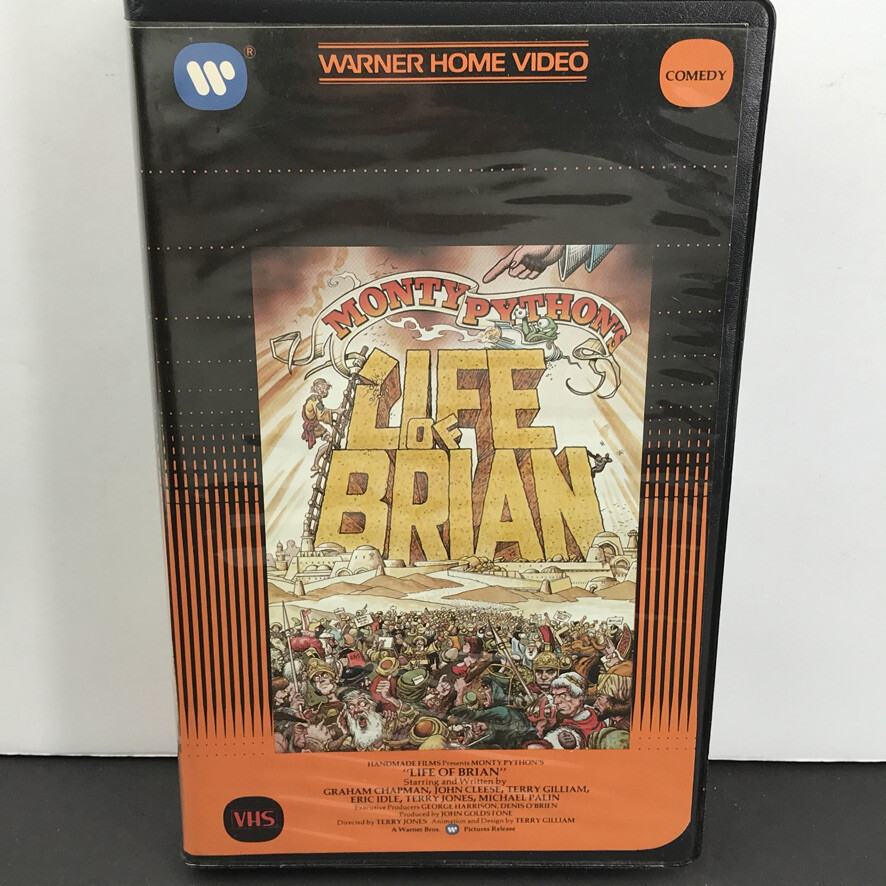 W ®
WARNER HOME VIDEO
COMEDY
MONTY PYTHON'S
LIFE
OF
BRIAN
HANDMADE FILMS Presents MONTY PYTHON'S
"LIFE OF BRIAN"
Starring and Written by
GRAHAM CHAPMAN, JOHN CLEESE, TERRY GILLIAM,
ERIC IDLE, TERRY JONES, MICHAEL PALIN
Executive Producers GEORGE HARRISON, DENIS O'BRIEN
Produced by JOHN GOLDSTONE
Directed by TERRY JONES Animation and Design by TERRY GILLIAM
A Warner Bros. W Pictures Release
VHS